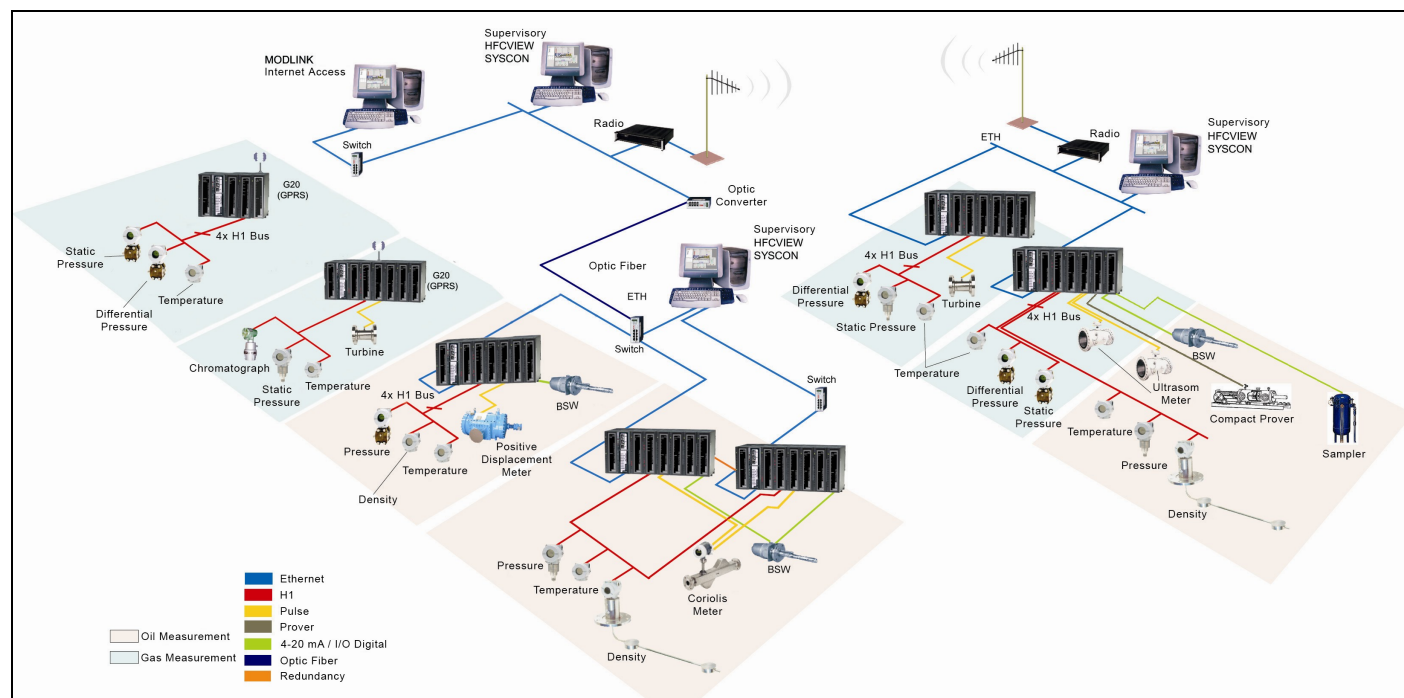 MODLINK
Internet Access
Supervisory
HFCVIEW
SYSCON
Radio
Switch
Optic
Converter
G20
(GPRS)
4x H1 Bus
Static
Pressure
Temperature
Differential
Pressure
G20
(GPRS)
Chromatograph
Static
Pressure
Temperature
Turbine
Optic Fiber
ETH
Supervisory
HFCVIEW
SYSCON
Switch
Switch
4x H1 Bus
BSW
Pressure
Temperature
Density
Positive
Displacement
Meter
Pressure
Temperature
Density
Coriolis
Meter
BSW
ETH
Radio
Supervisory
HFCVIEW
SYSCON
4x H1 Bus
Differential
Pressure
Static Pressure
Turbine
Temperature
4x H1 Bus
Differential
Pressure
Static
Pressure
BSW
Ultrasom
Meter
Compact Prover
Sampler
Temperature
Pressure
Density
Oil Measurement
Gas Measurement
Ethernet
H1
Pulse
Prover
4-20 mA / I/O Digital
Optic Fiber
Redundancy